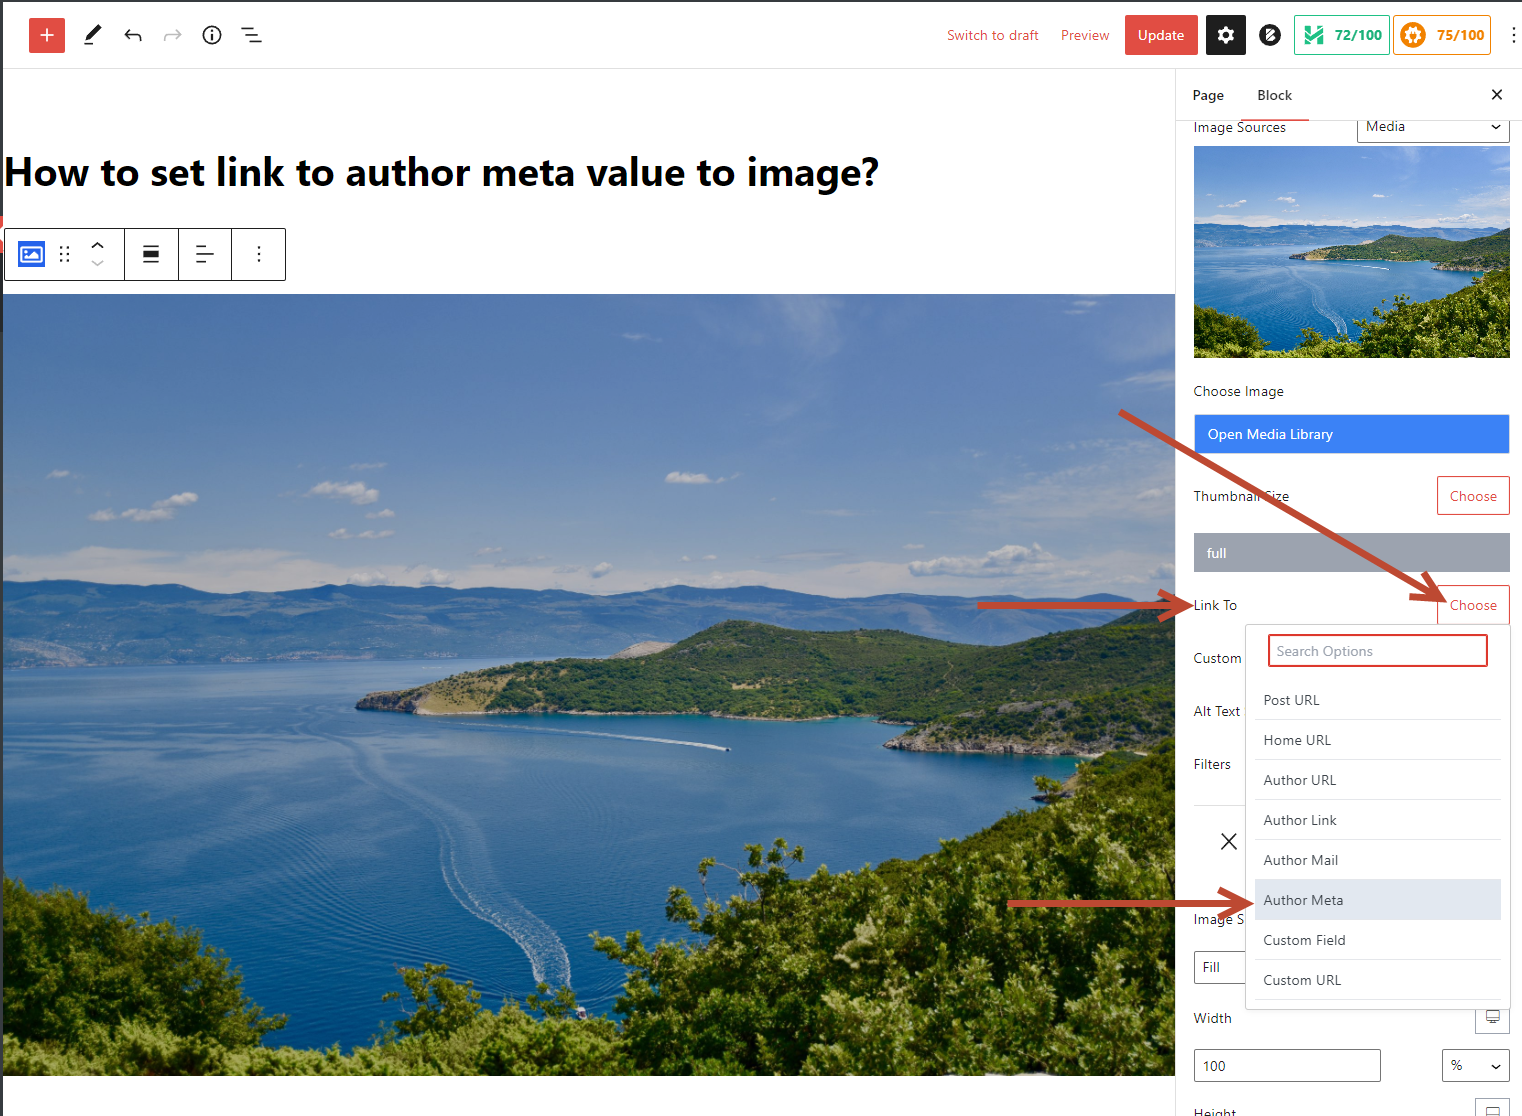 Switch to draft
Preview
Update
72/100
75/100
Page
Block
Image Sources
Media
How to set link to author meta value to image?
Choose Image
Open Media Library
Thumbnail Size
Choose
full
Link To
Choose
Search Options
Custom
Post URL
Alt Text
Home URL
Filters
Author URL
Author Link
Author Mail
Author Meta
Image S
Custom Field
Fill
Custom URL
Width
100
%
Height